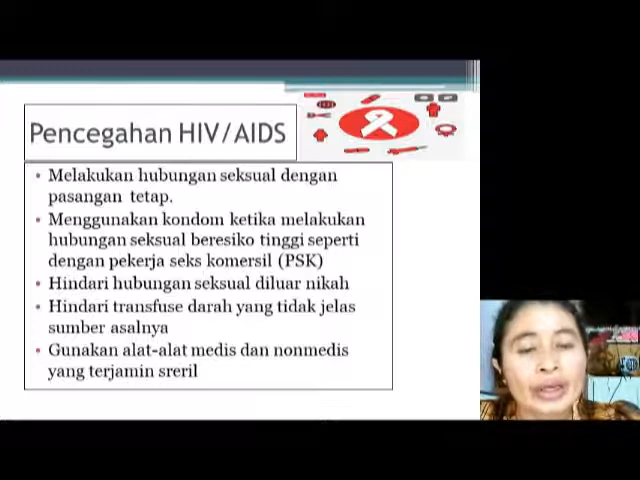 Pencegahan HIV/AIDS
• Melakukan hubungan seksual dengan
pasangan tetap.
• Menggunakan kondom ketika melakukan
hubungan seksual beresiko tinggi seperti
dengan pekerja seks komersil (PSK)
• Hindari hubungan seksual diluar nikah
• Hindari transfuse darah yang tidak jelas
sumber asalnya
• Gunakan alat-alat medis dan nonmedis
yang terjamin sreril